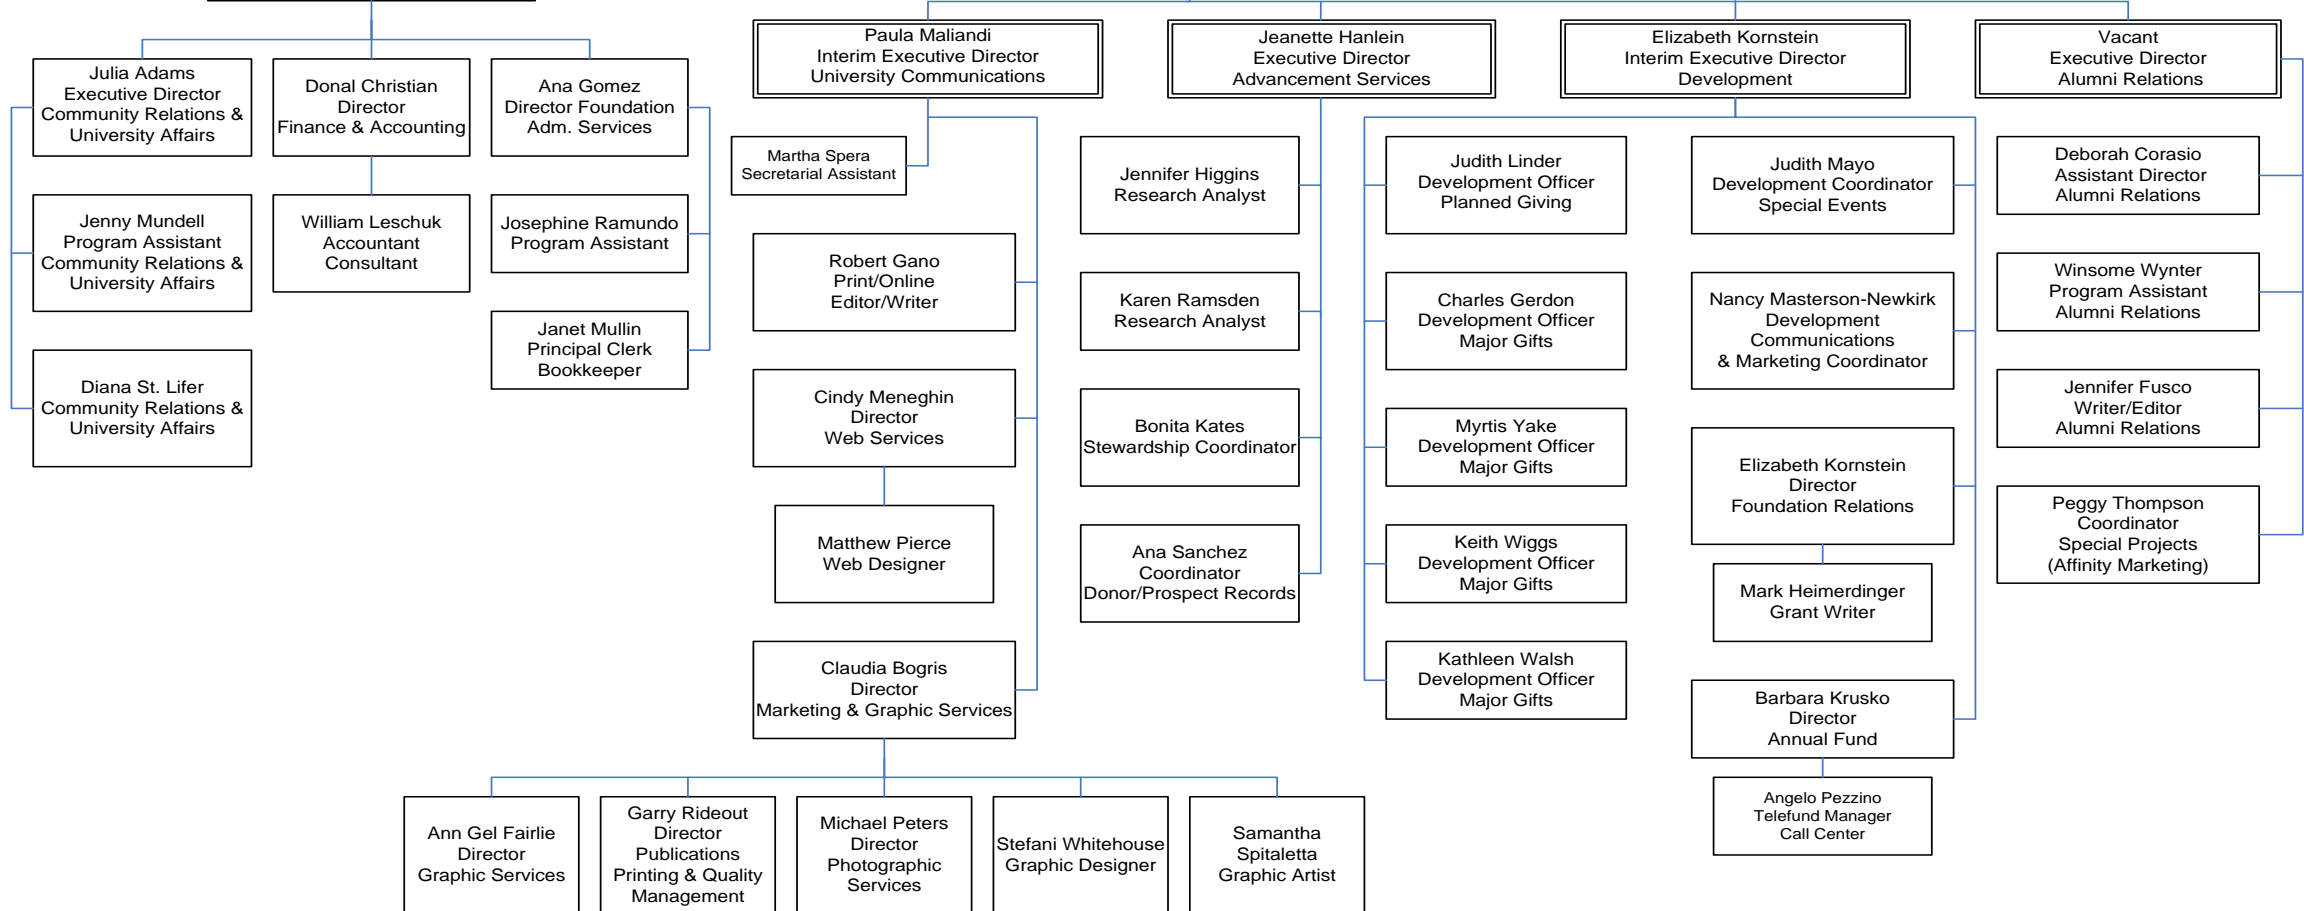 Paula Maliandi
Interim Executive Director
University Communications
Jeanette Hanlein
Executive Director
Advancement Services
Elizabeth Kornstein
Interim Executive Director
Development
Vacant
Executive Director
Alumni Relations
Julia Adams
Executive Director
Community Relations &
University Affairs
Donal Christian
Director
Finance & Accounting
Ana Gomez
Director Foundation
Adm. Services
Martha Spera
Secretarial Assistant
Jennifer Higgins
Research Analyst
Judith Linder
Development Officer
Planned Giving
Judith Mayo
Development Coordinator
Special Events
Deborah Corasio
Assistant Director
Alumni Relations
Jenny Mundell
Program Assistant
Community Relations &
University Affairs
William Leschuk
Accountant
Consultant
Josephine Ramundo
Program Assistant
Robert Gano
Print/Online
Editor/Writer
Karen Ramsden
Research Analyst
Charles Gerdon
Development Officer
Major Gifts
Nancy Masterson-Newkirk
Development
Communications
& Marketing Coordinator
Winsome Wynter
Program Assistant
Alumni Relations
Janet Mullin
Principal Clerk
Bookkeeper
Diana St. Lifer
Community Relations &
University Affairs
Cindy Meneghin
Director
Web Services
Bonita Kates
Stewardship Coordinator
Myrtis Yake
Development Officer
Major Gifts
Elizabeth Kornstein
Director
Foundation Relations
Jennifer Fusco
Writer/Editor
Alumni Relations
Matthew Pierce
Web Designer
Ana Sanchez
Coordinator
Donor/Prospect Records
Keith Wiggs
Development Officer
Major Gifts
Mark Heimerdinger
Grant Writer
Peggy Thompson
Coordinator
Special Projects
(Affinity Marketing)
Claudia Bogris
Director
Marketing & Graphic Services
Kathleen Walsh
Development Officer
Major Gifts
Barbara Krusko
Director
Annual Fund
Angelo Pezzino
Telefund Manager
Call Center
Ann Gel Fairlie
Director
Graphic Services
Garry Rideout
Director
Publications
Printing & Quality
Management
Michael Peters
Director
Photographic
Services
Stefani Whitehouse
Graphic Designer
Samantha
Spitaletta
Graphic Artist